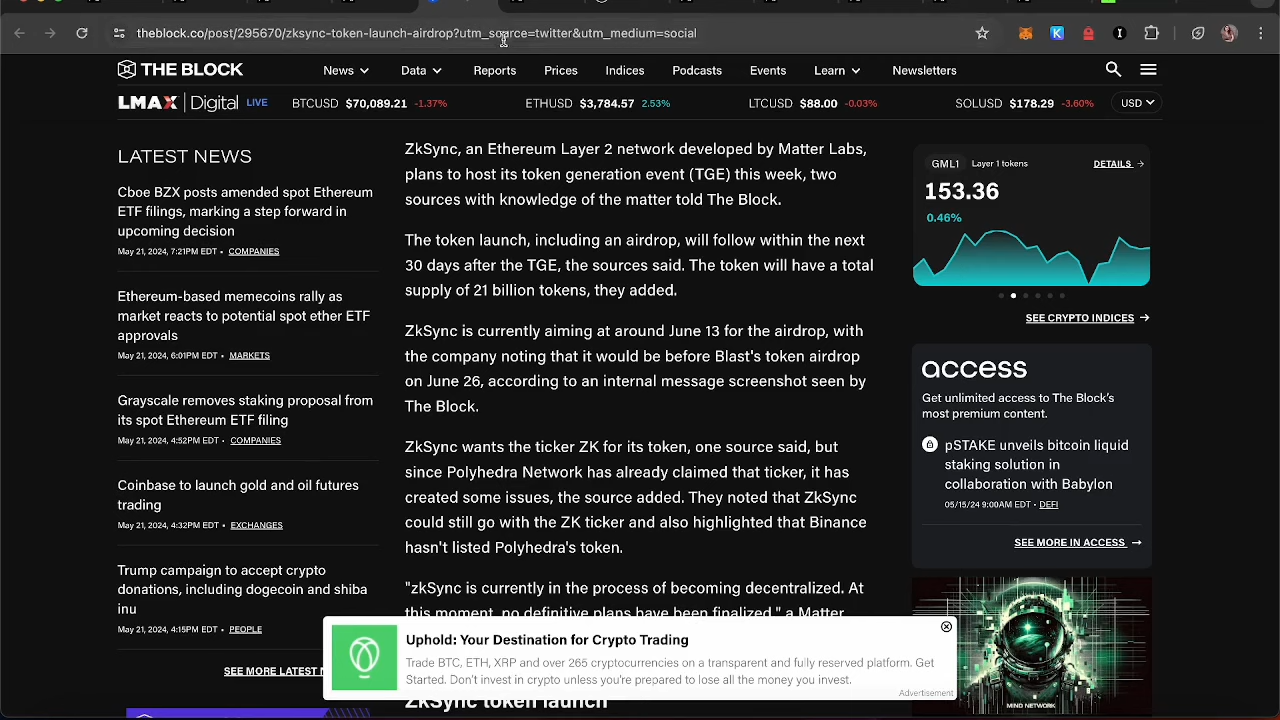 theblock.co/post/295670/zksync-token-launch-airdrop?utm_source=twitter&utm_medium=social
THE BLOCK
News
Data
Reports
Prices
Indices
Podcasts
Events
Learn
Newsletters
LMAX Digital LIVE
BTCUSD $70,089.21 -1.37%
ETHUSD $3,784.57 2.53%
LTCUSD $88.00 -0.03%
SOLUSD $178.29 -3.60%
USD
LATEST NEWS
Cboe BZX posts amended spot Ethereum
ETF filings, marking a step forward in
upcoming decision
May 21, 2024, 7:21PM EDT • COMPANIES
Ethereum-based memecoins rally as
market reacts to potential spot ether ETF
approvals
May 21, 2024, 6:01PM EDT • MARKETS
Grayscale removes staking proposal from
its spot Ethereum ETF filing
May 21, 2024, 4:52PM EDT • COMPANIES
Coinbase to launch gold and oil futures
trading
May 21, 2024, 4:32PM EDT • EXCHANGES
Trump campaign to accept crypto
donations, including dogecoin and shiba
inu
May 21, 2024, 4:15PM EDT • PEOPLE
SEE MORE LATEST N
ZkSync, an Ethereum Layer 2 network developed by Matter Labs,
plans to host its token generation event (TGE) this week, two
sources with knowledge of the matter told The Block.
The token launch, including an airdrop, will follow within the next
30 days after the TGE, the sources said. The token will have a total
supply of 21 billion tokens, they added.
ZkSync is currently aiming at around June 13 for the airdrop, with
the company noting that it would be before Blast's token airdrop
on June 26, according to an internal message screenshot seen by
The Block.
ZkSync wants the ticker ZK for its token, one source said, but
since Polyhedra Network has already claimed that ticker, it has
created some issues, the source added. They noted that ZkSync
could still go with the ZK ticker and also highlighted that Binance
hasn't listed Polyhedra's token.
"zkSync is currently in the process of becoming decentralized. At
this moment, no definitive plans have been finalized," a Matter
Uphold: Your Destination for Crypto Trading
Trade BTC, ETH, XRP and over 265 cryptocurrencies on a transparent and fully reserved platform. Get
Started. Don't invest in crypto unless you're prepared to lose all the money you invest.
Advertisement
ZkSync token launch
GML1 Layer 1 tokens
DETAILS
153.36
0.46%
SEE CRYPTO INDICES
access
Get unlimited access to The Block's
most premium content.
pSTAKE unveils bitcoin liquid
staking solution in
collaboration with Babylon
05/15/24 9:00AM EDT • DEFI
SEE MORE IN ACCESS
MIND NETWORK